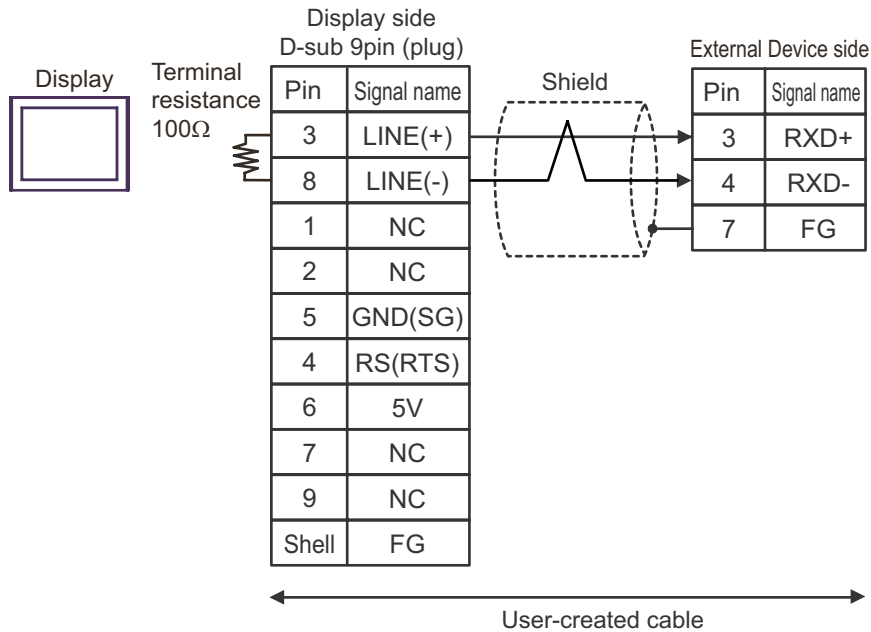 Display side
D-sub 9pin (plug)
External Device side
Display
Terminal
resistance
100Ω
Shield
Pin Signal name
3 LINE(+)
8 LINE(-)
1 NC
2 NC
5 GND(SG)
4 RS(RTS)
6 5V
7 NC
9 NC
Shell FG
Pin Signal name
3 RXD+
4 RXD-
7 FG
User-created cable